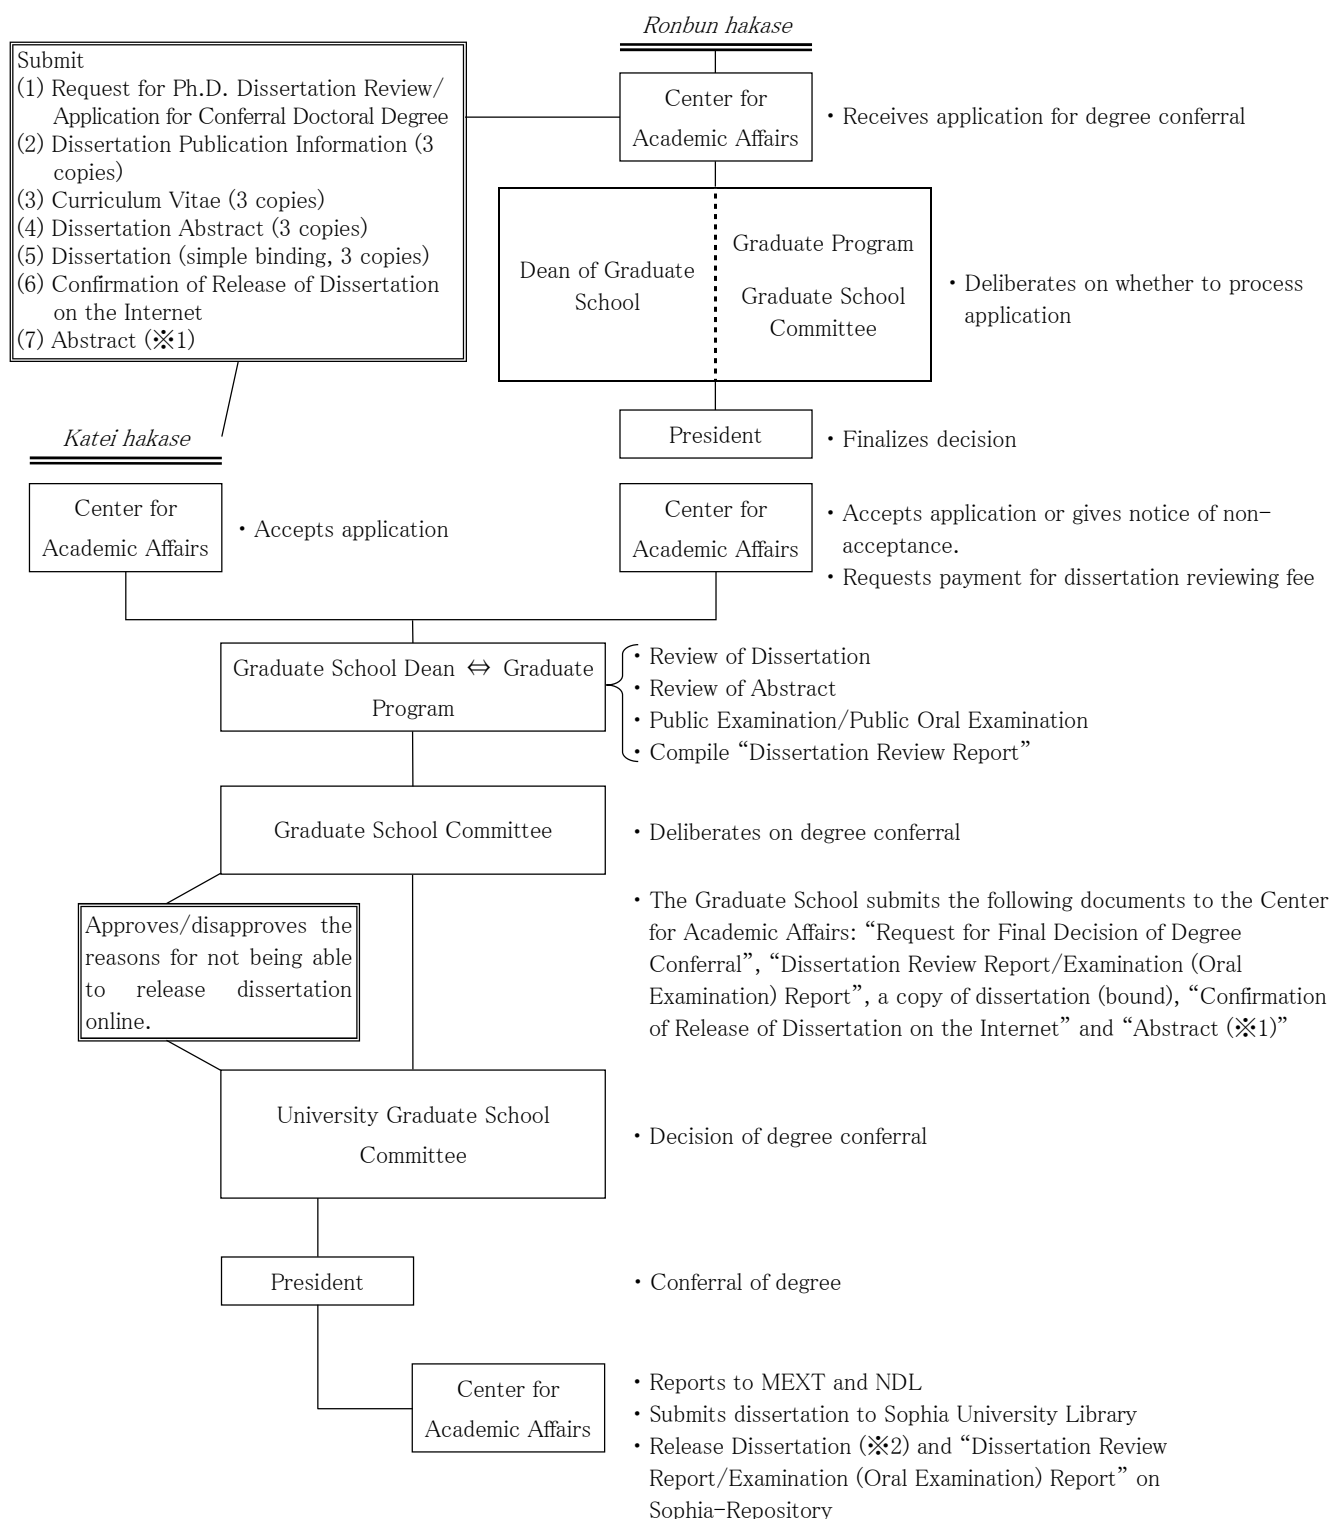 Ronbun hakase
Submit
(1) Request for Ph.D. Dissertation Review/
Application for Conferral Doctoral Degree
(2) Dissertation Publication Information (3
copies)
(3) Curriculum Vitae (3 copies)
(4) Dissertation Abstract (3 copies)
(5) Dissertation (simple binding, 3 copies)
(6) Confirmation of Release of Dissertation
on the Internet
(7) Abstract (※1)
Center for
Academic Affairs
・Receives application for degree conferral
Dean of Graduate
School
Graduate Program
Graduate School
Committee
・Deliberates on whether to process
application
President
・Finalizes decision
Katei hakase
Center for
Academic Affairs
・Accepts application
Center for
Academic Affairs
・Accepts application or gives notice of non-
acceptance.
・Requests payment for dissertation reviewing fee
Graduate School Dean ⇔ Graduate
Program
・Review of Dissertation
・Review of Abstract
・Public Examination/Public Oral Examination
・Compile “Dissertation Review Report”
Graduate School Committee
・Deliberates on degree conferral
Approves/disapproves the
reasons for not being able
to release dissertation
online.
・The Graduate School submits the following documents to the Center
for Academic Affairs: “Request for Final Decision of Degree
Conferral”, “Dissertation Review Report/Examination (Oral
Examination) Report”, a copy of dissertation (bound), “Confirmation
of Release of Dissertation on the Internet” and “Abstract (※1)”
University Graduate School
Committee
・Decision of degree conferral
President
・Conferral of degree
Center for
Academic Affairs
・Reports to MEXT and NDL
・Submits dissertation to Sophia University Library
・Release Dissertation (※2) and “Dissertation Review
Report/Examination (Oral Examination) Report” on
Sophia-Repository